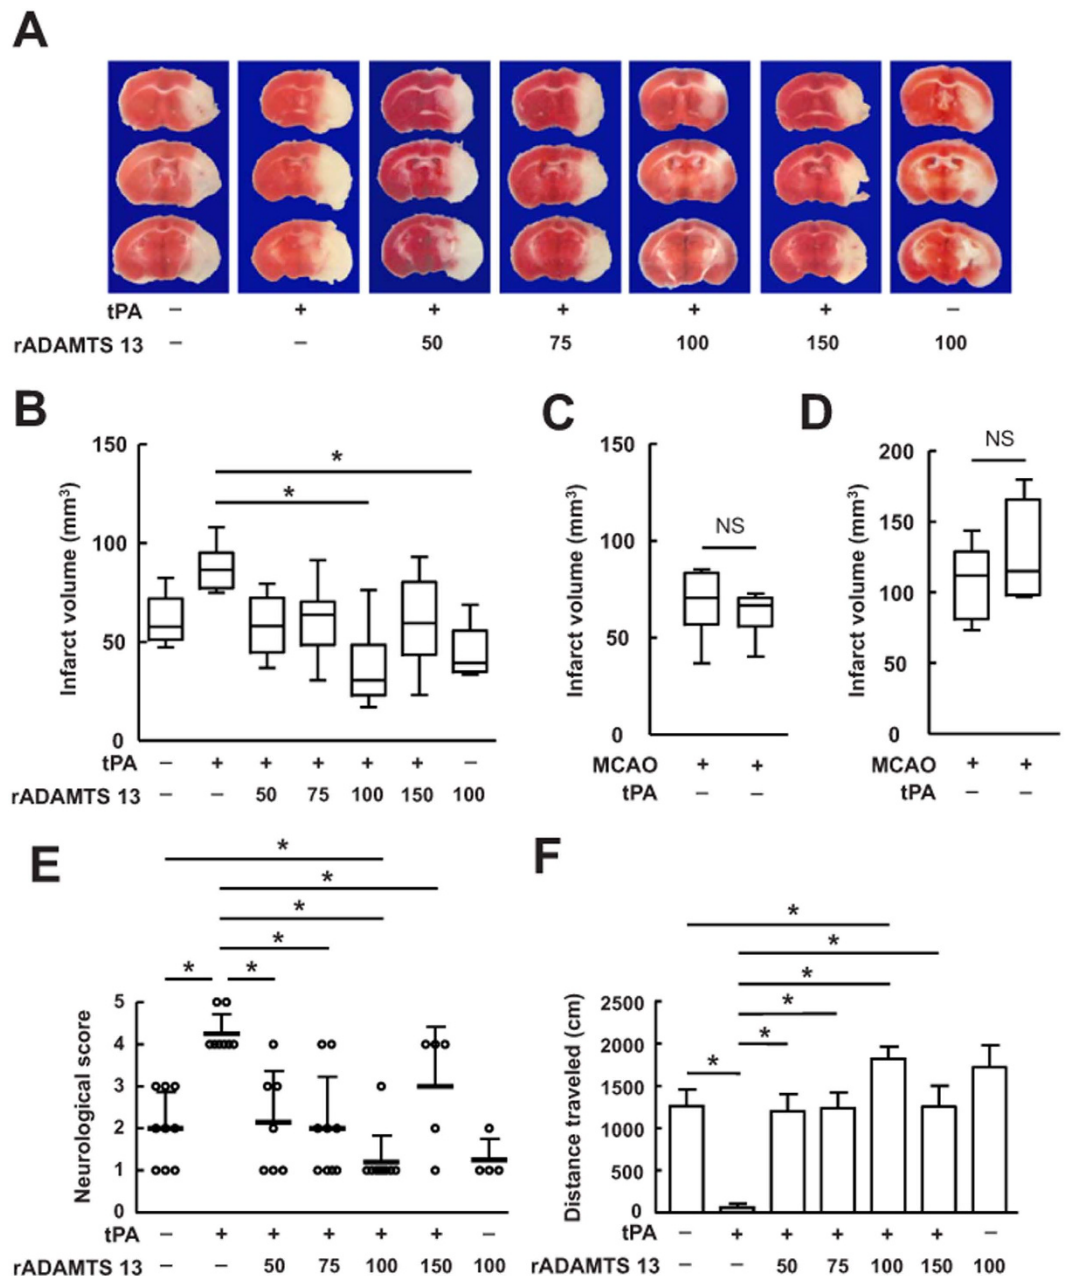 A
tPA − + + + + + −
rADAMTS 13 − − 50 75 100 150 100
B
Infarct volume (mm³)
150
100
50
0
*
*
tPA − + + + + + −
rADAMTS 13 − − 50 75 100 150 100
C
Infarct volume (mm³)
150
100
50
0
NS
MCAO + +
tPA − −
D
Infarct volume (mm³)
200
150
100
50
0
NS
MCAO + +
tPA − −
E
Neurological score
*
*
*
*
* *
5
4
3
2
1
0
tPA − + + + + + −
rADAMTS 13 − − 50 75 100 150 100
F
Distance traveled (cm)
*
*
*
*
*
*
2500
2000
1500
1000
500
0
tPA − + + + + + −
rADAMTS 13 − − 50 75 100 150 100